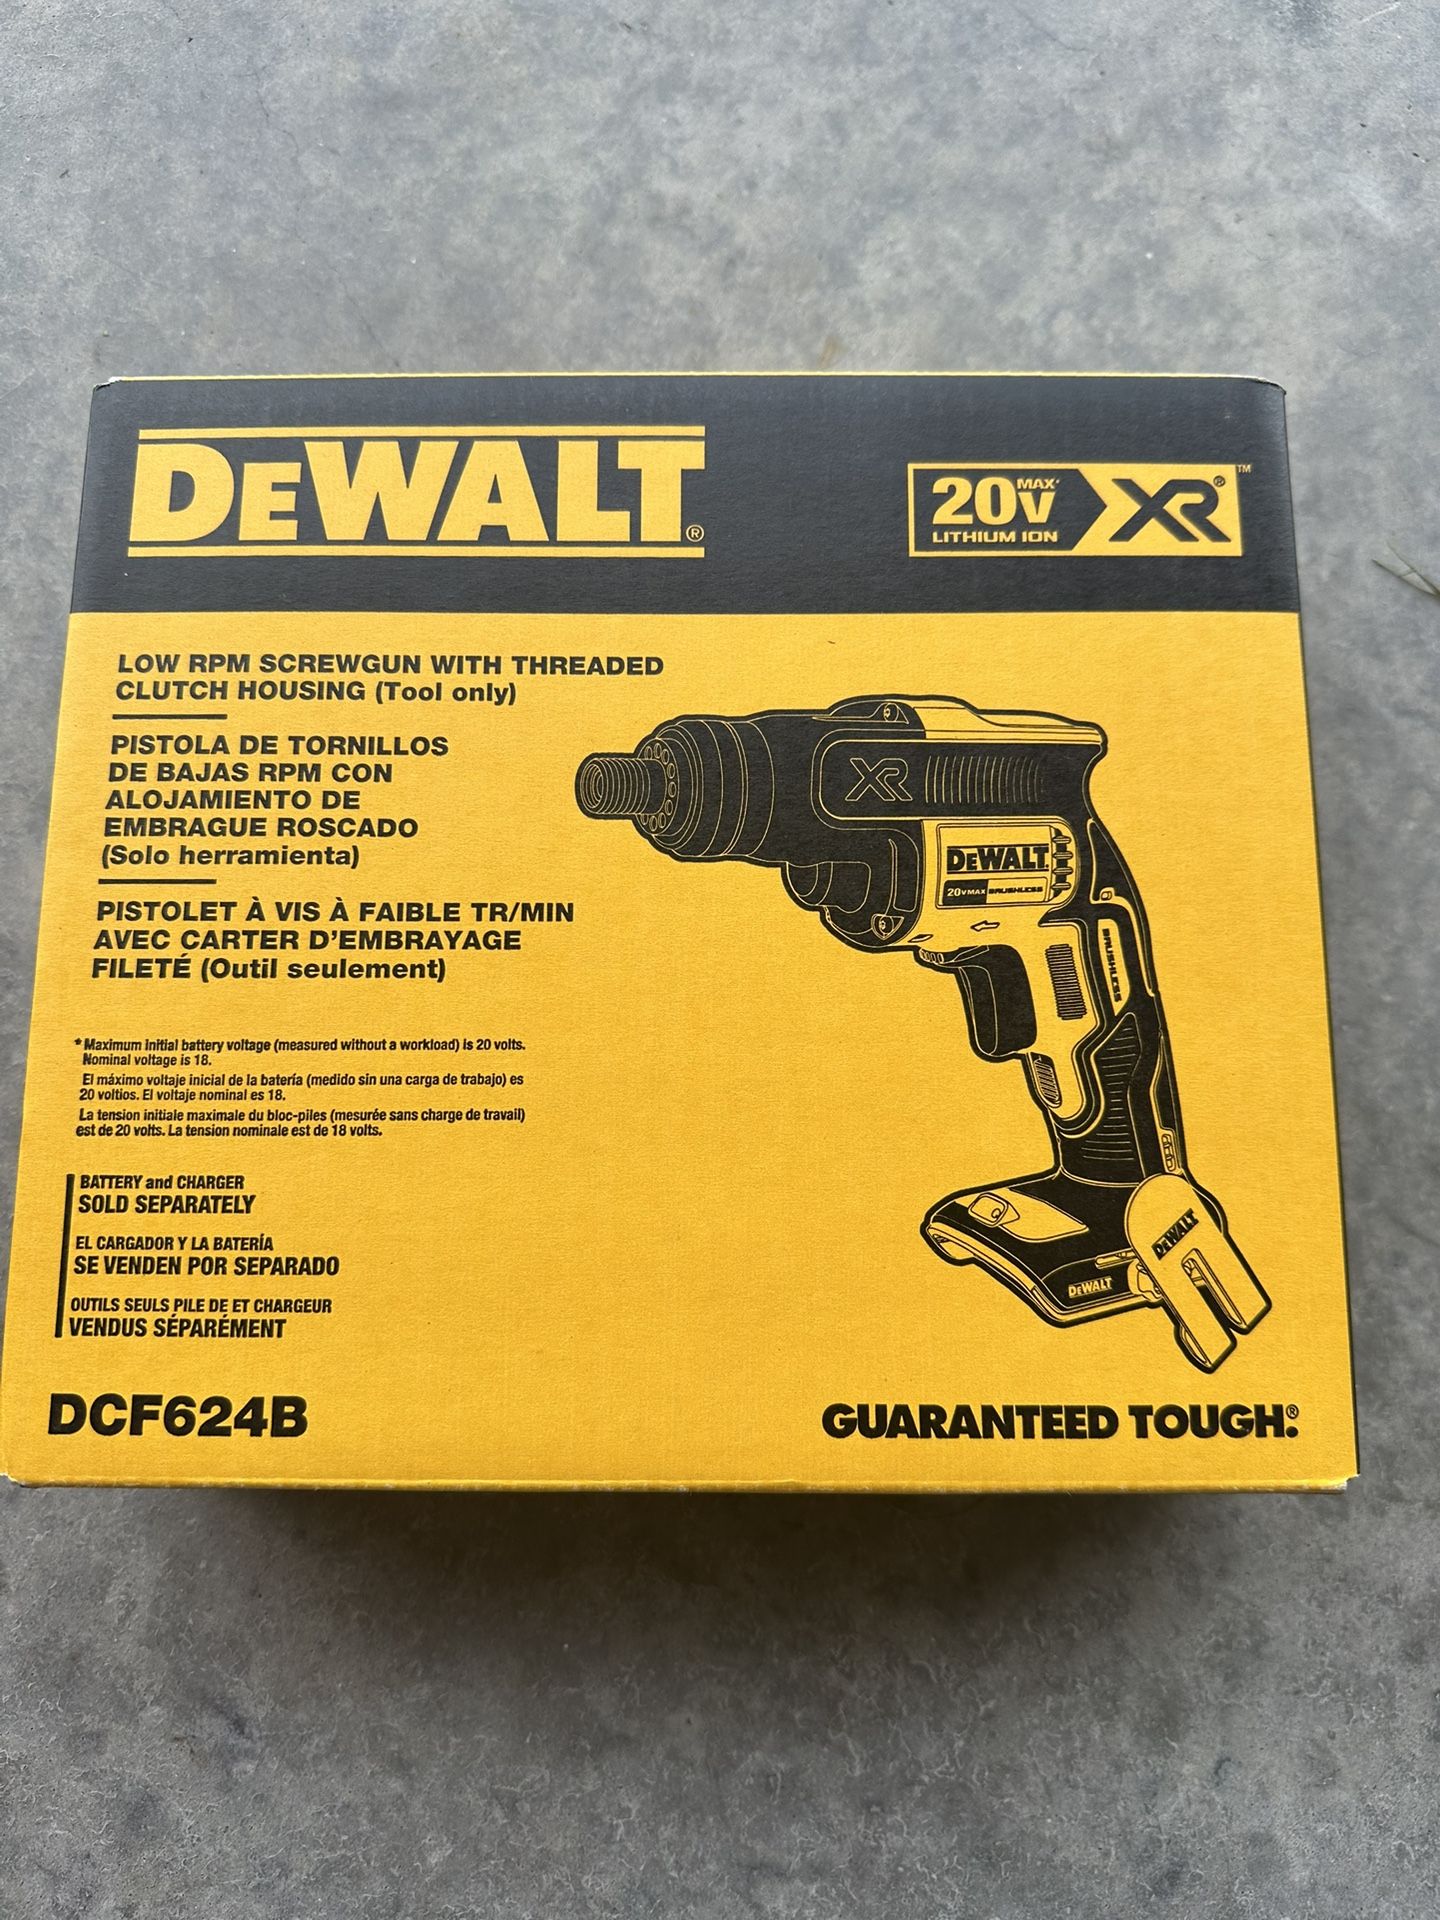 DEWALT®
20V MAX* LITHIUM ION XR® ™
LOW RPM SCREWGUN WITH THREADED
CLUTCH HOUSING (Tool only)
PISTOLA DE TORNILLOS
DE BAJAS RPM CON
ALOJAMIENTO DE
EMBRAGUE ROSCADO
(Solo herramienta)
PISTOLET À VIS À FAIBLE TR/MIN
AVEC CARTER D'EMBRAYAGE
FILETÉ (Outil seulement)
XR
DEWALT
20V MAX BRUSHLESS
BRUSHLESS
* Maximum initial battery voltage (measured without a workload) is 20 volts.
Nominal voltage is 18.
El máximo voltaje inicial de la batería (medido sin una carga de trabajo) es
20 voltios. El voltaje nominal es 18.
La tension initiale maximale du bloc-piles (mesurée sans charge de travail)
est de 20 volts. La tension nominale est de 18 volts.
BATTERY and CHARGER
SOLD SEPARATELY
EL CARGADOR Y LA BATERÍA
SE VENDEN POR SEPARADO
OUTILS SEULS PILE DE ET CHARGEUR
VENDUS SÉPARÉMENT
DEWALT
DEWALT
DCF624B
GUARANTEED TOUGH.®